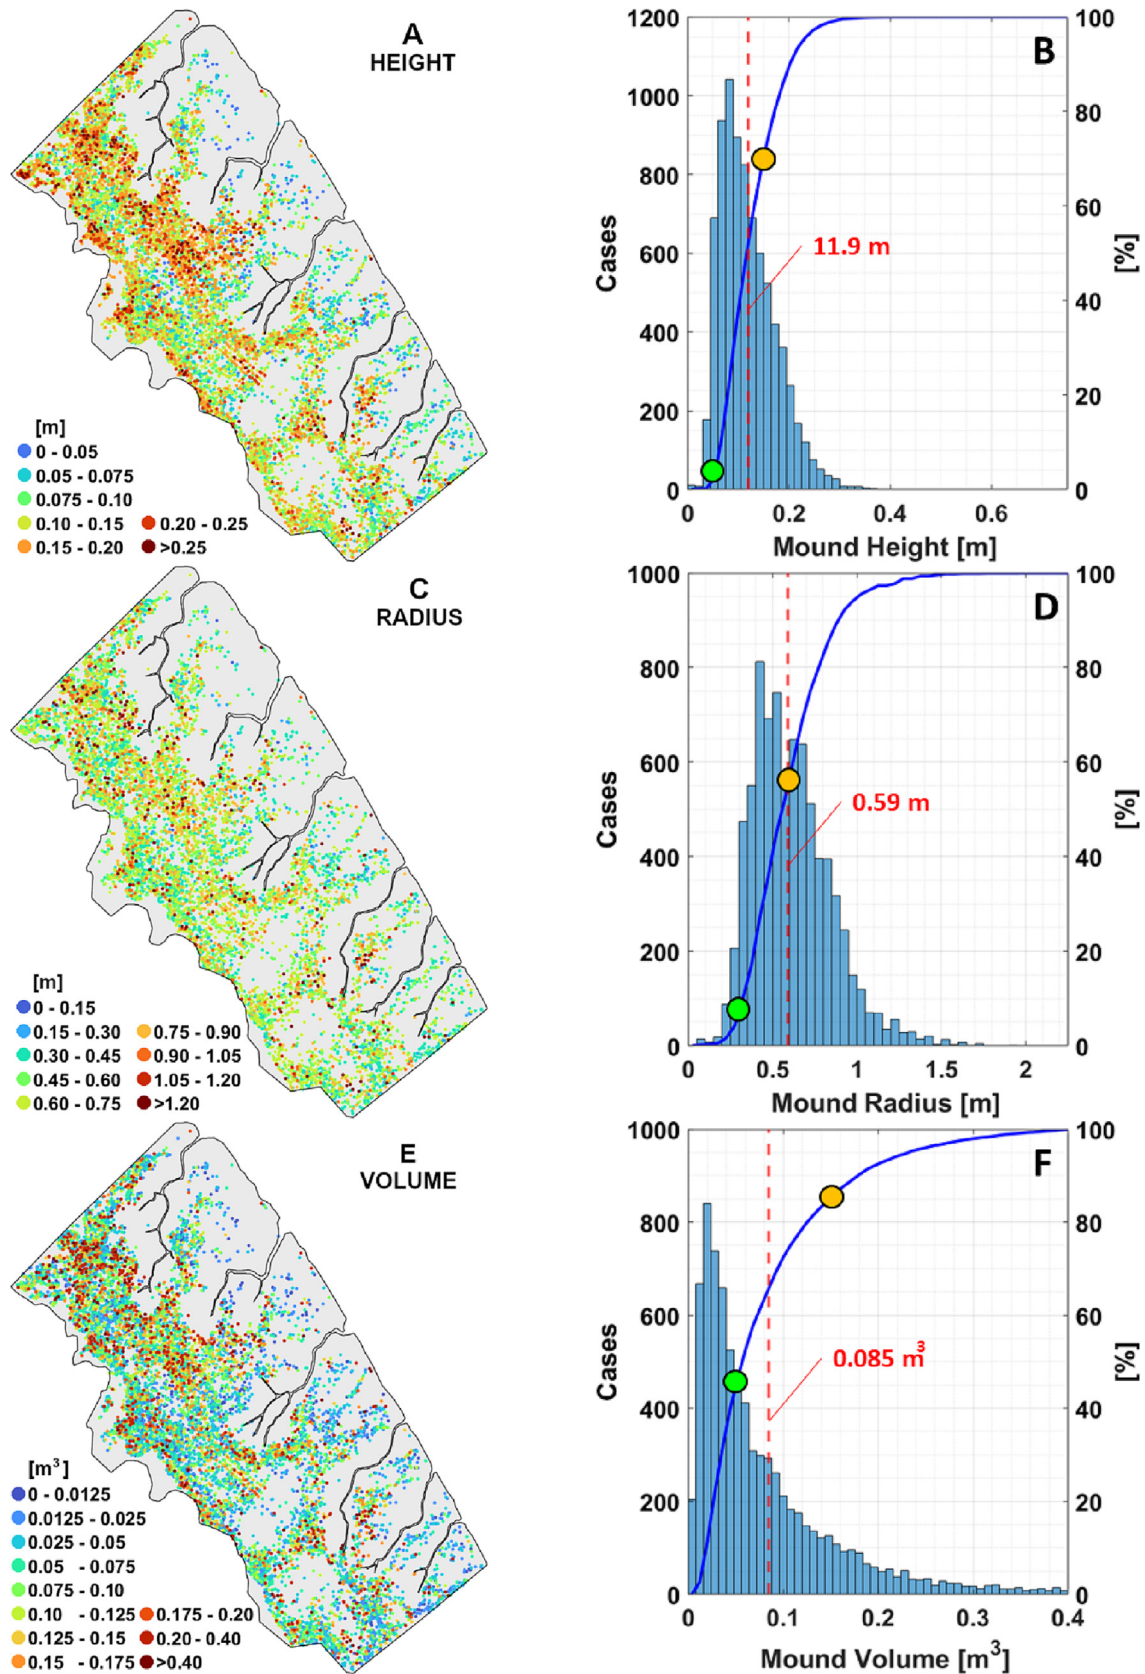 A
HEIGHT
[m]
0 - 0.05
0.05 - 0.075
0.075 - 0.10
0.10 - 0.15
0.20 - 0.25
0.15 - 0.20
>0.25
B
1200
1000
800
600
400
200
0
Cases
100
80
60
40
20
0
[%]
11.9 m
0
0.2
0.4
0.6
Mound Height [m]
C
RADIUS
[m]
0 - 0.15
0.15 - 0.30
0.75 - 0.90
0.30 - 0.45
0.90 - 1.05
0.45 - 0.60
1.05 - 1.20
0.60 - 0.75
>1.20
D
1000
800
600
400
200
0
Cases
100
80
60
40
20
0
[%]
0.59 m
0
0.5
1
1.5
2
Mound Radius [m]
E
VOLUME
[m³]
0 - 0.0125
0.0125 - 0.025
0.025 - 0.05
0.05 - 0.075
0.075 - 0.10
0.10 - 0.125
0.175 - 0.20
0.125 - 0.15
0.20 - 0.40
0.15 - 0.175
>0.40
F
1000
800
600
400
200
0
Cases
100
80
60
40
20
0
[%]
0.085 m³
0
0.1
0.2
0.3
0.4
Mound Volume [m³]